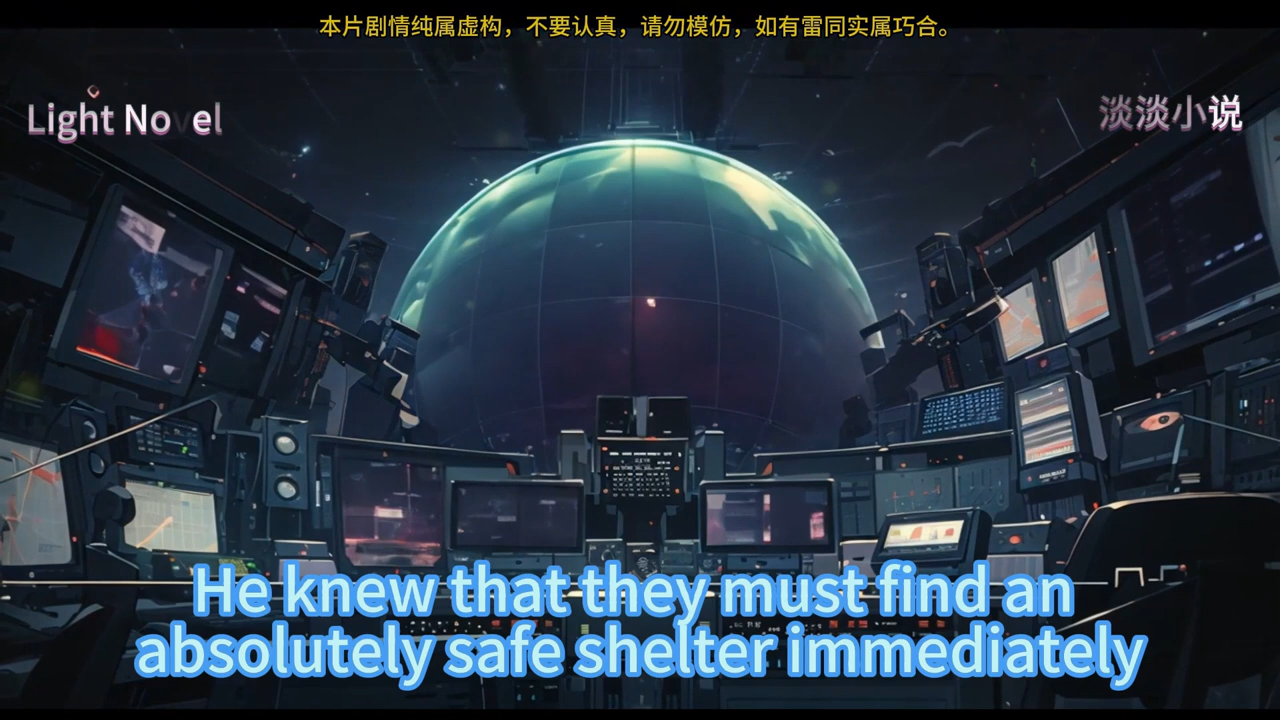 本片剧情纯属虚构，不要认真，请勿模仿，如有雷同实属巧合。
Light Novel
淡淡小说
He knew that they must find an
absolutely safe shelter immediately